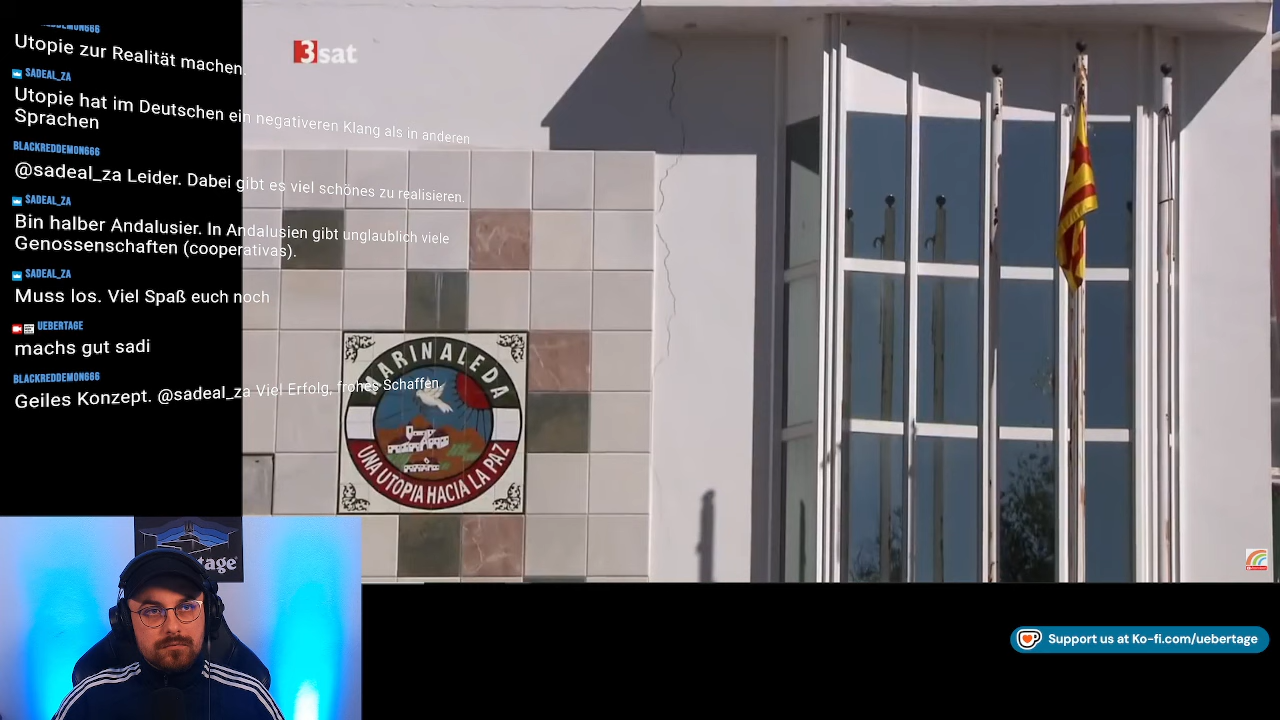 Utopie zur Realität machen.
SADEAL_ZA
Utopie hat im Deutschen ein negativeren Klang als in anderen
Sprachen
BLACKREDDEMON666
@sadeal_za Leider. Dabei gibt es viel schönes zu realisieren.
SADEAL_ZA
Bin halber Andalusier. In Andalusien gibt unglaublich viele
Genossenschaften (cooperativas).
SADEAL_ZA
Muss los. Viel Spaß euch noch
UEBERTAGE
machs gut sadi
BLACKREDDEMON666
Geiles Konzept. @sadeal_za Viel Erfolg, frohes Schaffen.
3sat
MARINALEDA
UNA UTOPIA HACIA LA PAZ
Support us at Ko-fi.com/uebertage